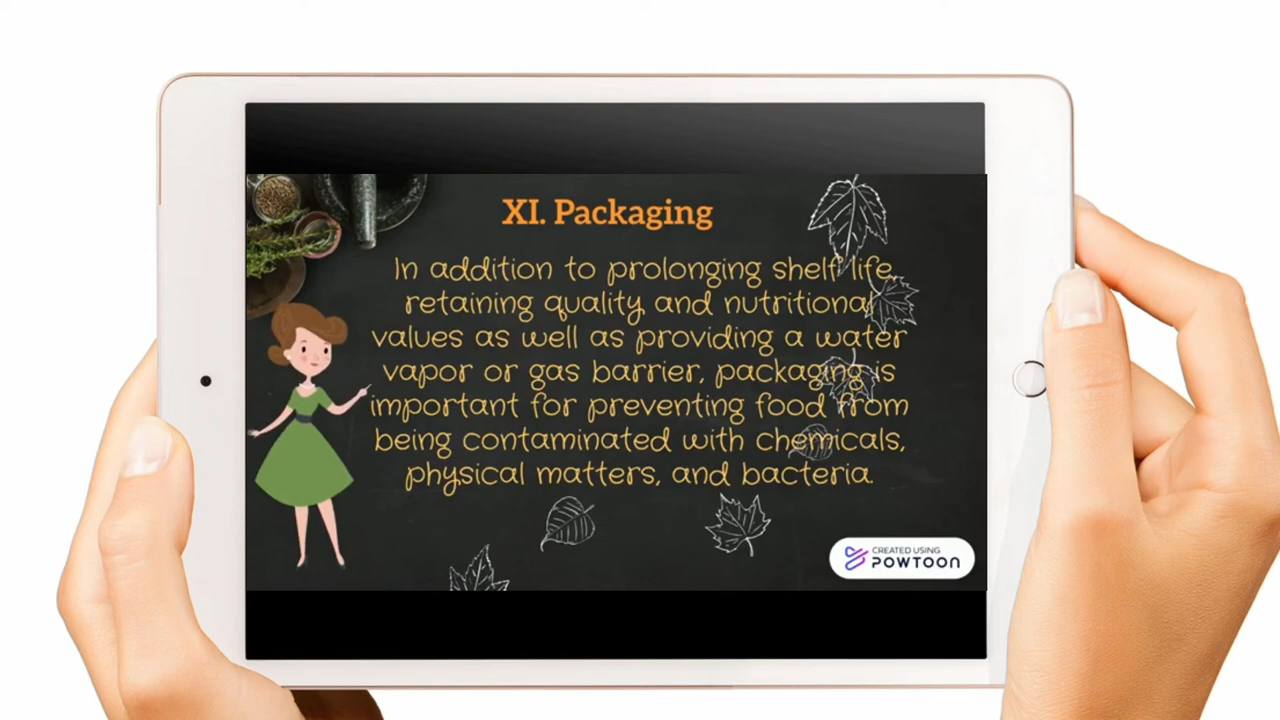 XI. Packaging
In addition to prolonging shelf life,
retaining quality, and nutritional
values as well as providing a water
vapor or gas barrier, packaging is
important for preventing food from
being contaminated with chemicals,
physical matters, and bacteria.
CREATED USING
POWTOON